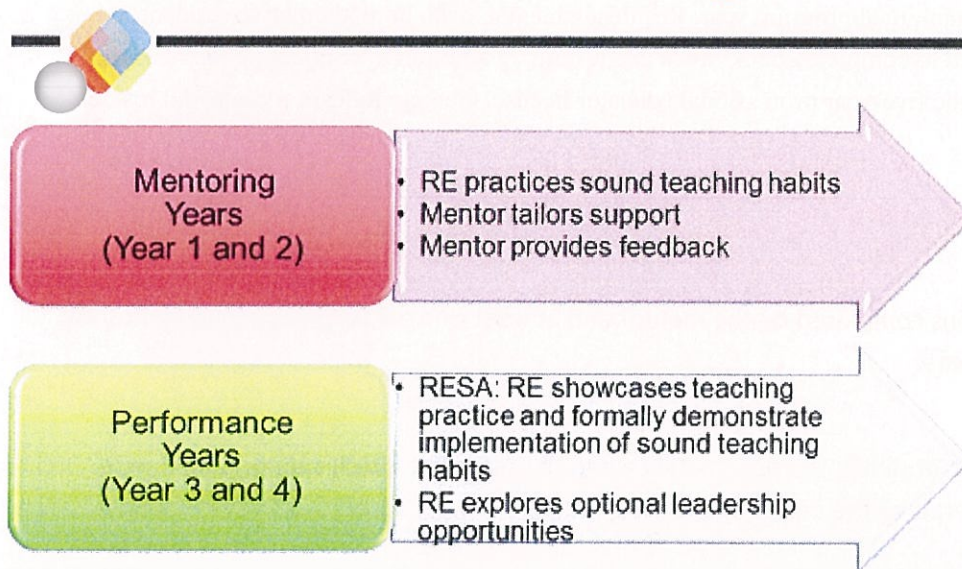 Mentoring
Years
(Year 1 and 2)
• RE practices sound teaching habits
• Mentor tailors support
• Mentor provides feedback
Performance
Years
(Year 3 and 4)
• RESA: RE showcases teaching
practice and formally demonstrate
implementation of sound teaching
habits
• RE explores optional leadership
opportunities